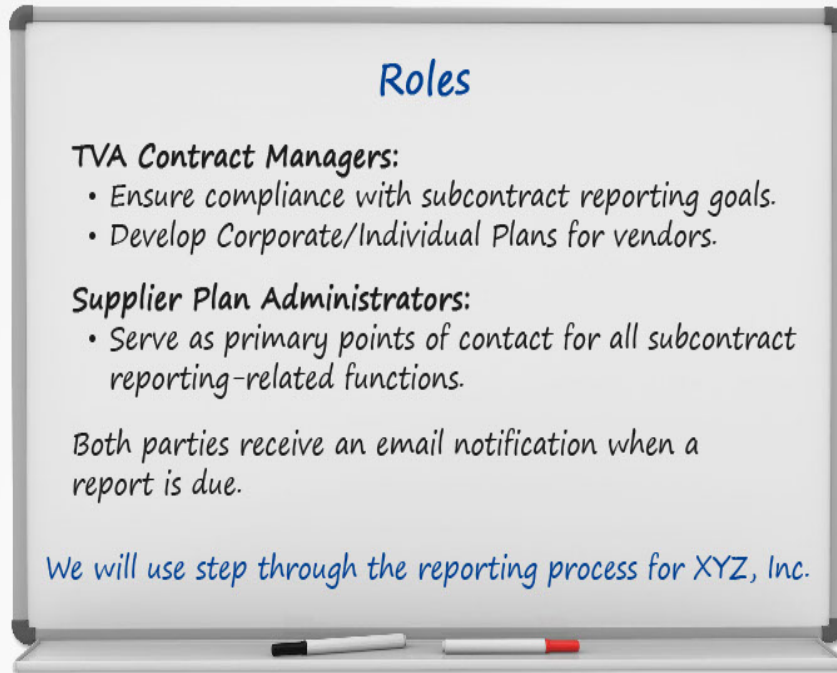 Roles
TVA Contract Managers:
• Ensure compliance with subcontract reporting goals.
• Develop Corporate/Individual Plans for vendors.
Supplier Plan Administrators:
• Serve as primary points of contact for all subcontract
reporting-related functions.
Both parties receive an email notification when a
report is due.
We will use step through the reporting process for XYZ, Inc.